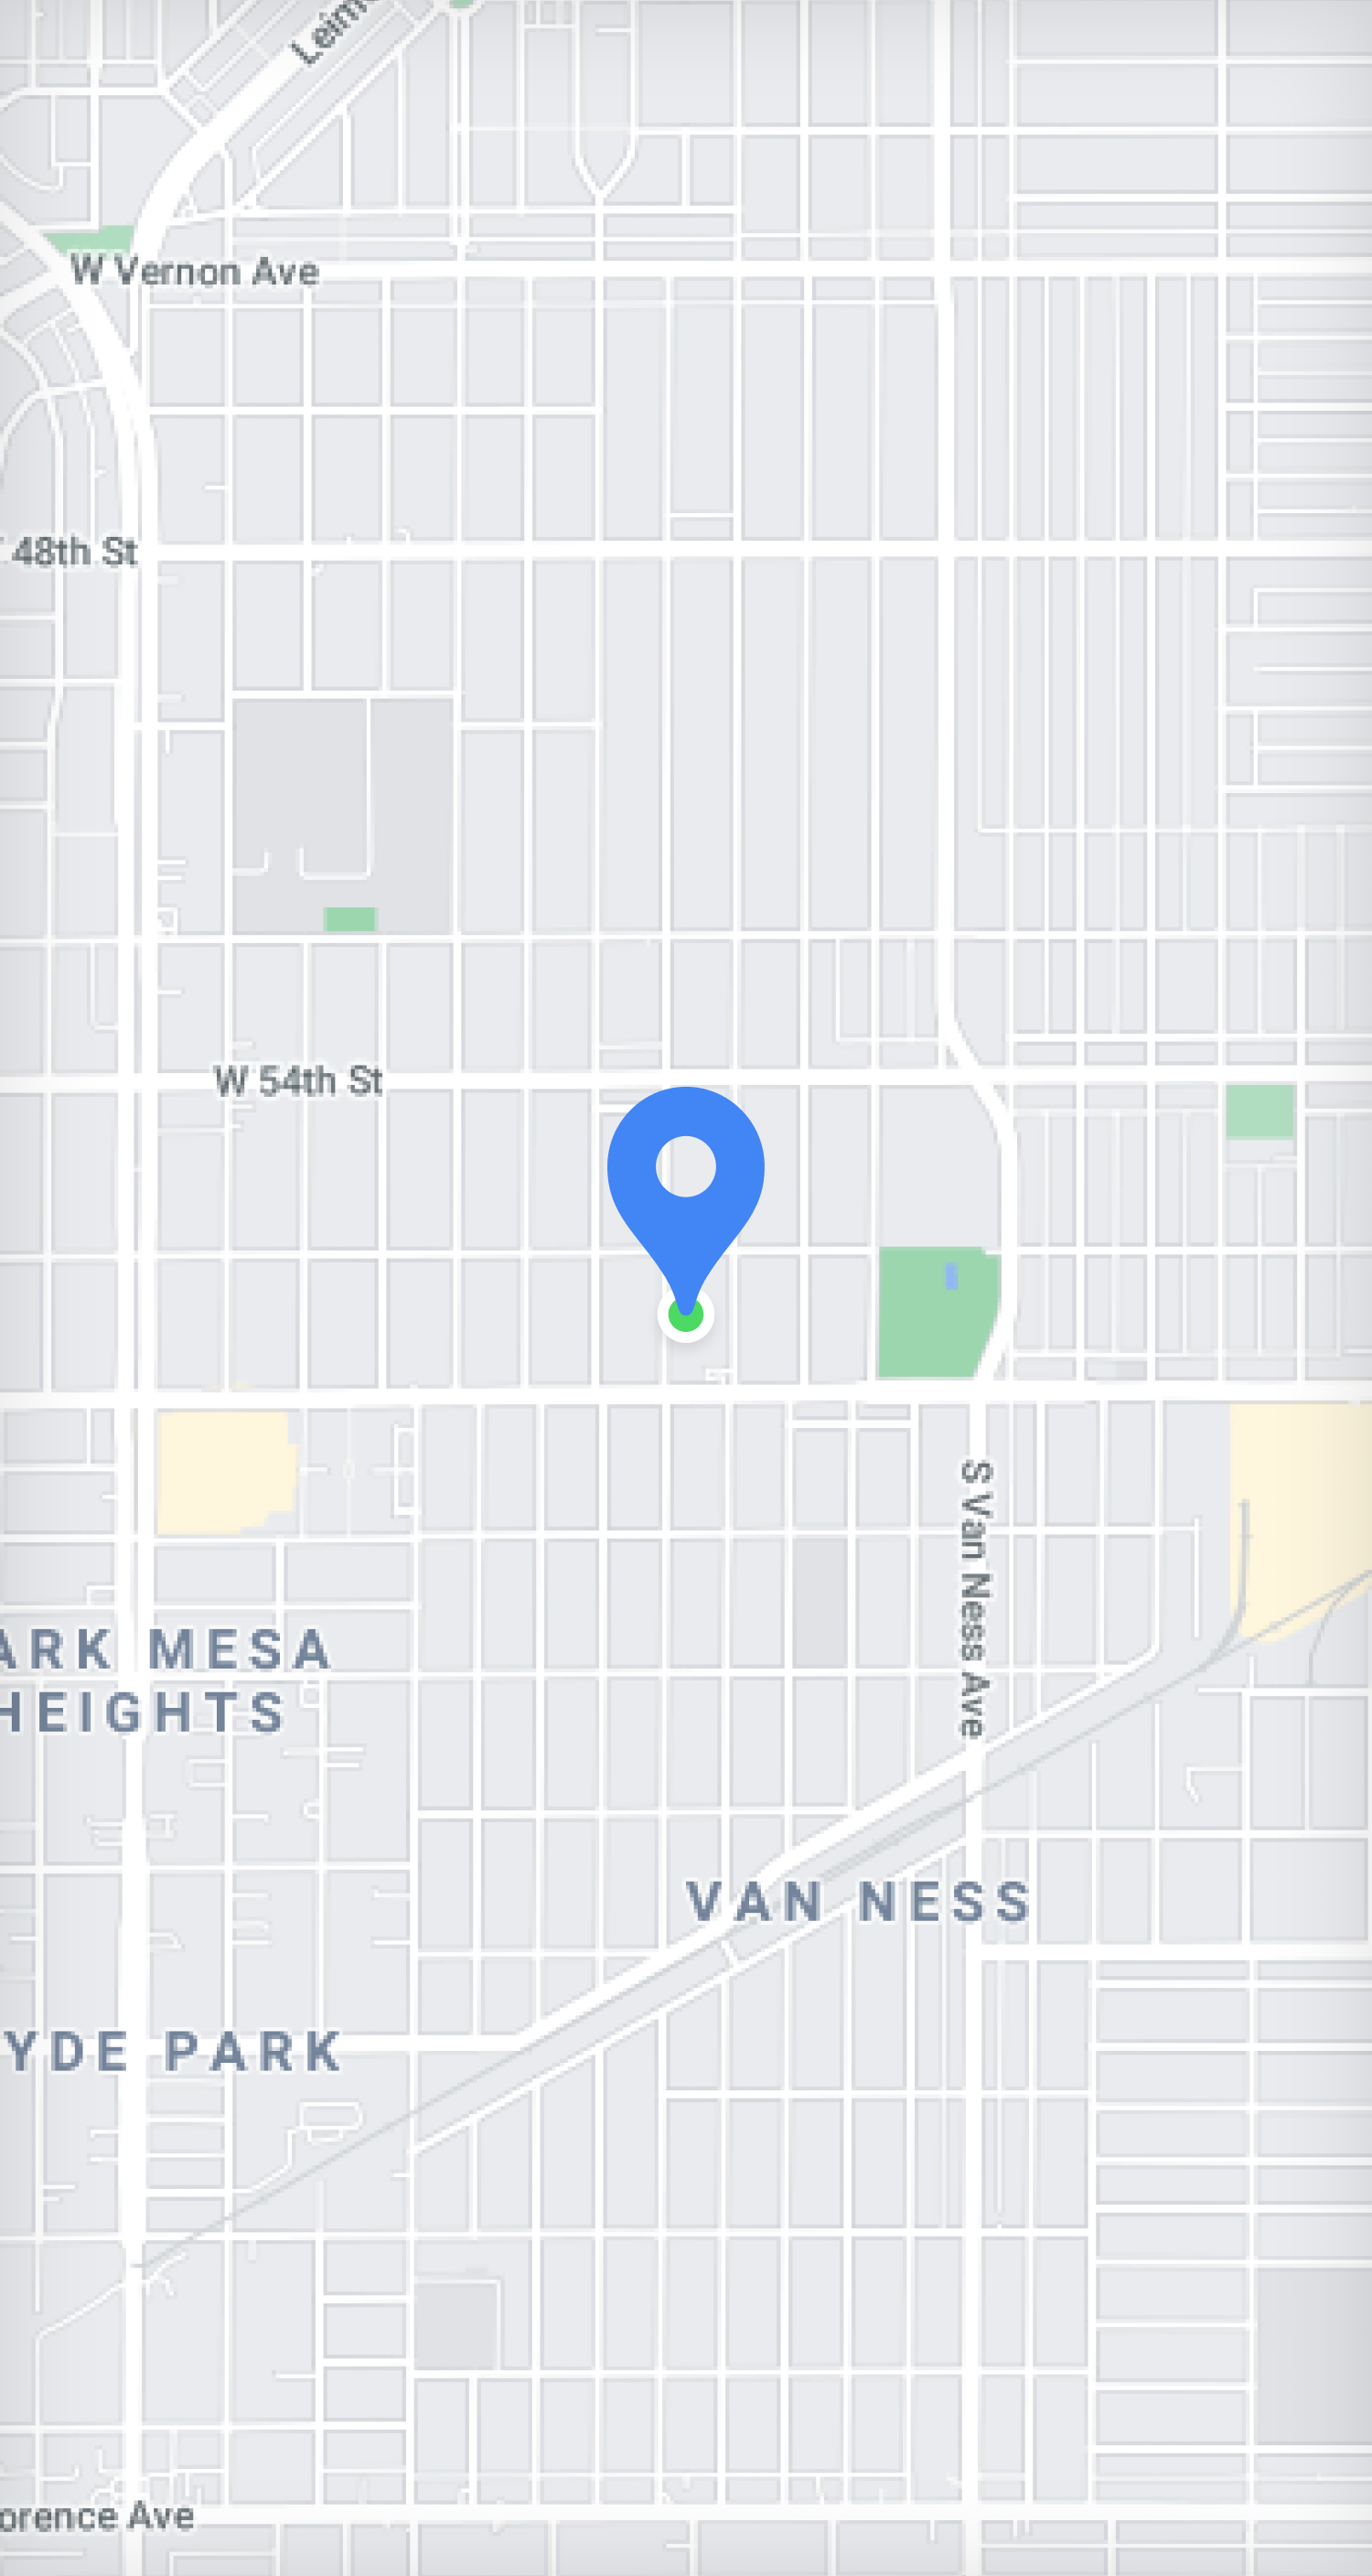 Leim
W Vernon Ave
48th St
W 54th St
S Van Ness Ave
ARK MESA
HEIGHTS
VAN NESS
YDE PARK
orence Ave